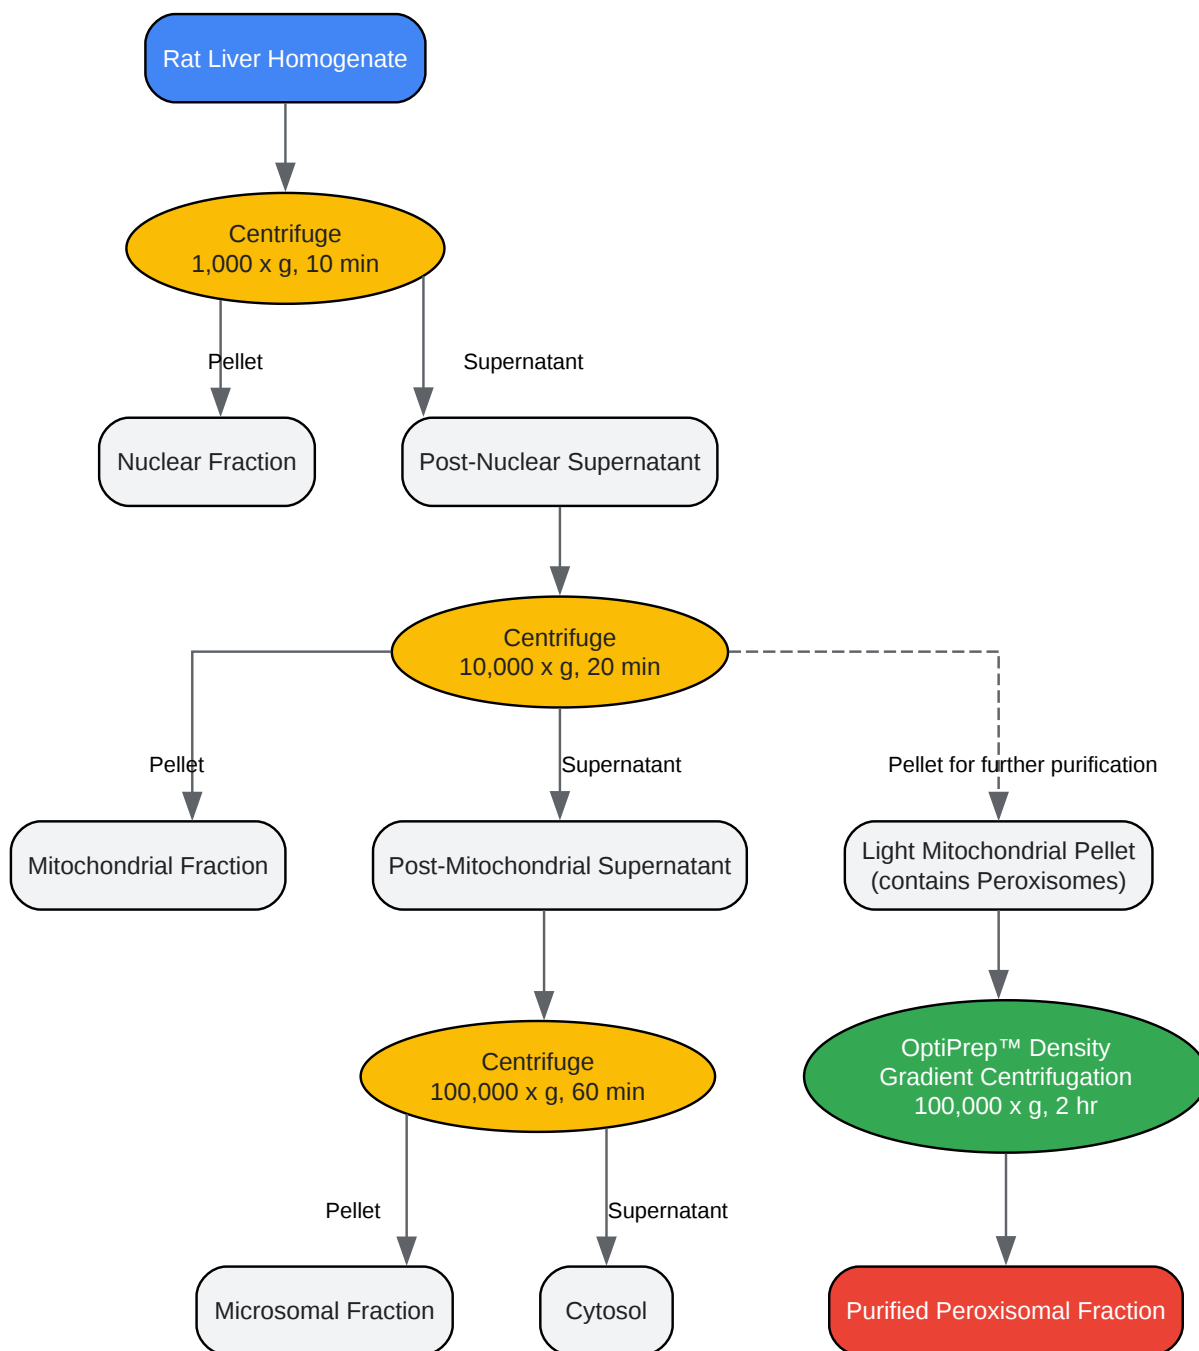 Rat Liver Homogenate
Centrifuge
1,000 x g, 10 min
Pellet
Supernatant
Nuclear Fraction
Post-Nuclear Supernatant
Centrifuge
10,000 x g, 20 min
Pellet
Supernatant
Pellet for further purification
Mitochondrial Fraction
Post-Mitochondrial Supernatant
Light Mitochondrial Pellet
(contains Peroxisomes)
Centrifuge
100,000 x g, 60 min
OptiPrep™ Density
Gradient Centrifugation
100,000 x g, 2 hr
Pellet
Supernatant
Microsomal Fraction
Cytosol
Purified Peroxisomal Fraction